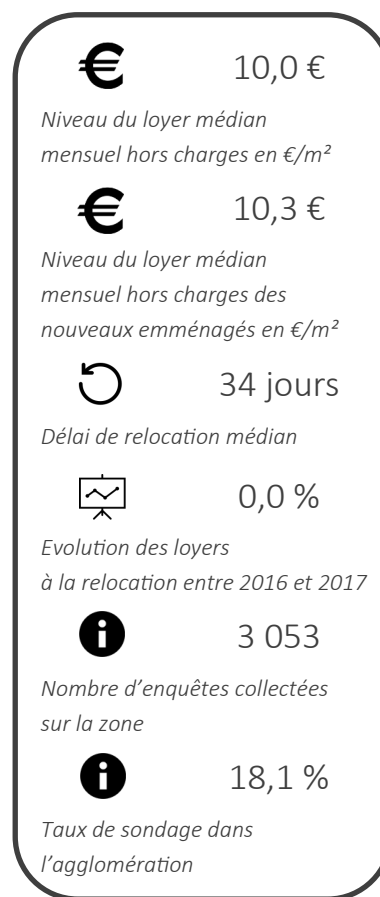 10,0 €
Niveau du loyer médian
mensuel hors charges en €/m²
10,3 €
Niveau du loyer médian
mensuel hors charges des
nouveaux emménagés en €/m²
34 jours
Délai de relocation médian
0,0 %
Evolution des loyers
à la relocation entre 2016 et 2017
3 053
Nombre d’enquêtes collectées
sur la zone
18,1 %
Taux de sondage dans
l’agglomération